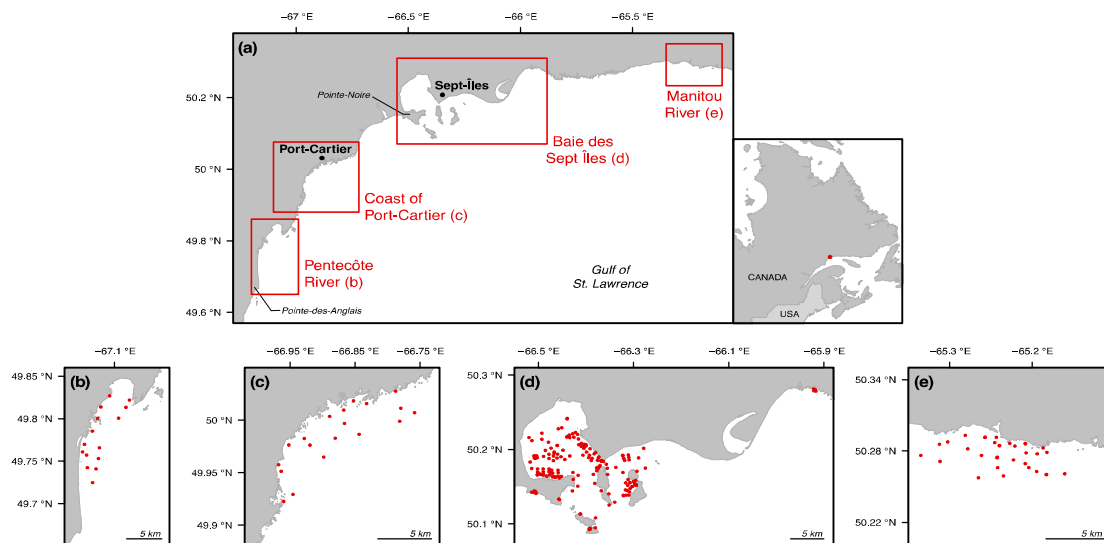 −67 °E
−66.5 °E
−66 °E
−65.5 °E
(a)
50.2 °N
50 °N
49.8 °N
49.6 °N
Sept-Îles
Pointe-Noire
Manitou
River (e)
Baie des
Sept Îles (d)
Port-Cartier
Coast of
Port-Cartier (c)
Pentecôte
River (b)
Pointe-des-Anglais
Gulf of
St. Lawrence
CANADA
USA
−67.1 °E
(b)
49.85 °N
49.8 °N
49.75 °N
49.7 °N
5 km
−66.95 °E
−66.85 °E
−66.75 °E
(c)
50 °N
49.95 °N
49.9 °N
5 km
−66.5 °E
−66.3 °E
−66.1 °E
−65.9 °E
(d)
50.3 °N
50.2 °N
50.1 °N
5 km
−65.3 °E
−65.2 °E
(e)
50.34 °N
50.28 °N
50.22 °N
5 km